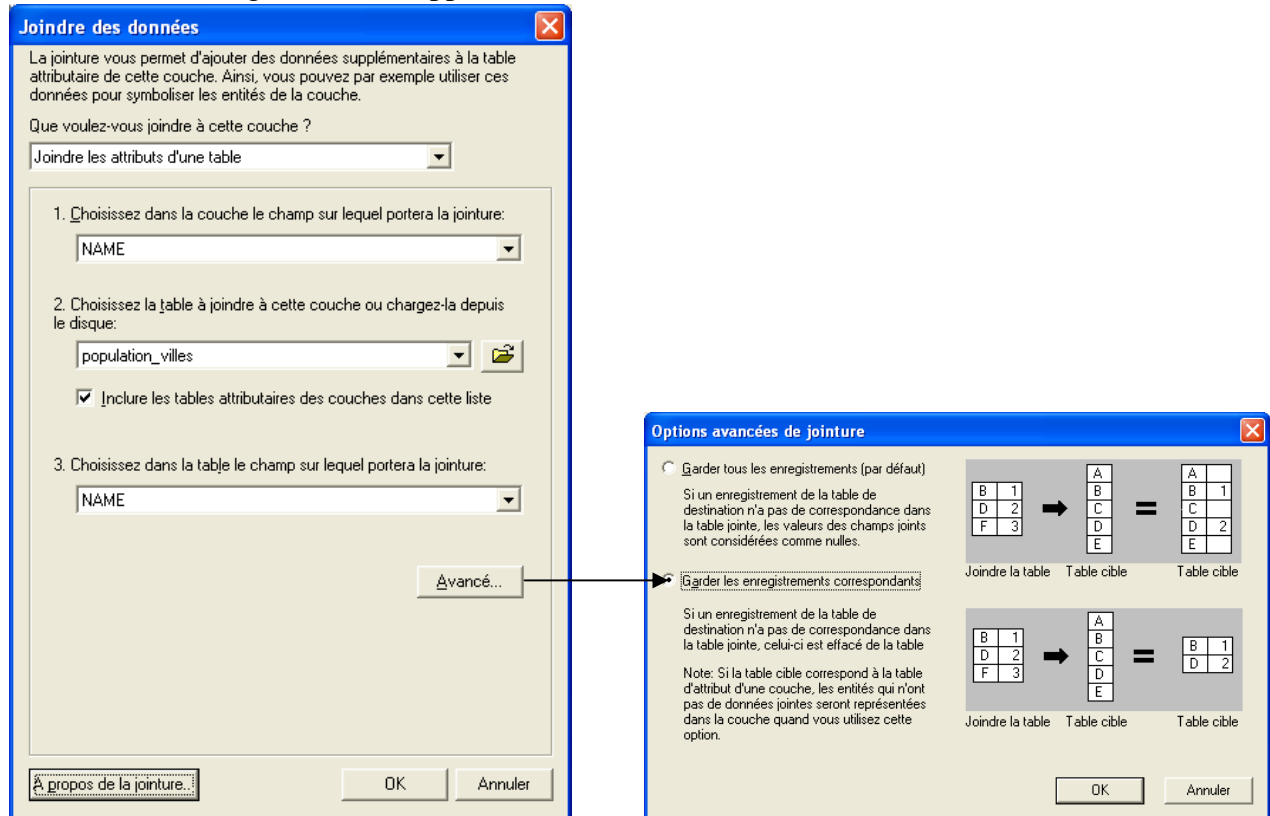 Joindre des données
La jointure vous permet d'ajouter des données supplémentaires à la table
attributaire de cette couche. Ainsi, vous pouvez par exemple utiliser ces
données pour symboliser les entités de la couche.
Que voulez-vous joindre à cette couche ?
Joindre les attributs d'une table
1. Choisissez dans la couche le champ sur lequel portera la jointure:
NAME
2. Choisissez la table à joindre à cette couche ou chargez-la depuis
le disque:
population_villes
Inclure les tables attributaires des couches dans cette liste
3. Choisissez dans la table le champ sur lequel portera la jointure:
NAME
Avancé...
A propos de la jointure..
OK
Annuler
Options avancées de jointure
Garder tous les enregistrements (par défaut)
Si un enregistrement de la table de
destination n'a pas de correspondance dans
la table jointe, les valeurs des champs joints
sont considérées comme nulles.
B 1
D 2
F 3
A
B
C
D
E
=
A
B 1
C
D 2
E
Joindre la table Table cible Table cible
Garder les enregistrements correspondants
Si un enregistrement de la table de
destination n'a pas de correspondance dans
la table jointe, celui-ci est effacé de la table
Note: Si la table cible correspond à la table
d'attribut d'une couche, les entités qui n'ont
pas de données jointes seront représentées
dans la couche quand vous utilisez cette
option.
B 1
D 2
F 3
A
B
C
D
E
=
B 1
D 2
Joindre la table Table cible Table cible
OK
Annuler